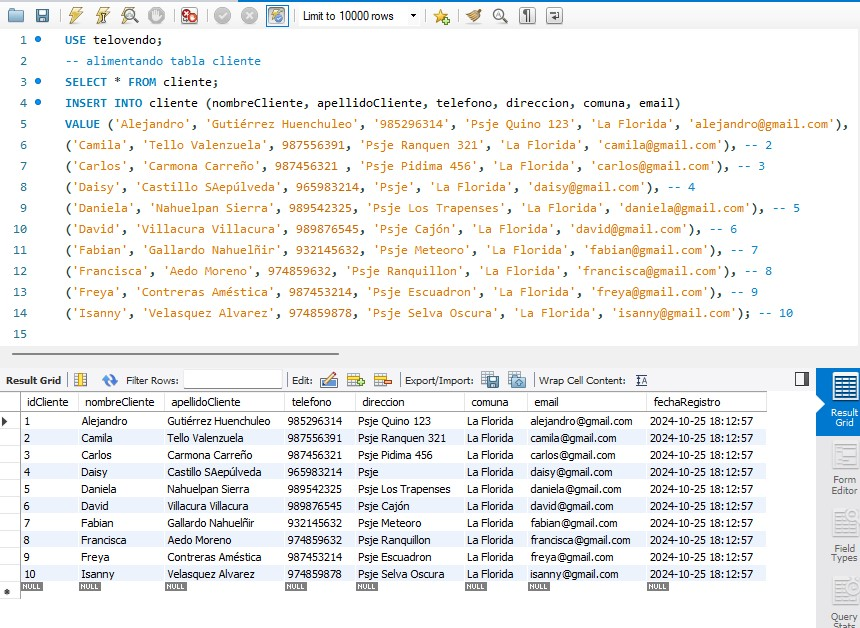 Limit to 10000 rows
1 USE telovendo;
2 -- alimentando tabla cliente
3 SELECT * FROM cliente;
4 INSERT INTO cliente (nombreCliente, apellidoCliente, telefono, direccion, comuna, email)
5 VALUE ('Alejandro', 'Gutiérrez Huenchuleo', '985296314', 'Psje Quino 123', 'La Florida', 'alejandro@gmail.com'),
6 ('Camila', 'Tello Valenzuela', 987556391, 'Psje Ranquen 321', 'La Florida', 'camila@gmail.com'), -- 2
7 ('Carlos', 'Carmona Carreño', 987456321 , 'Psje Pidima 456', 'La Florida', 'carlos@gmail.com'), -- 3
8 ('Daisy', 'Castillo SAepúlveda', 965983214, 'Psje', 'La Florida', 'daisy@gmail.com'), -- 4
9 ('Daniela', 'Nahuelpan Sierra', 989542325, 'Psje Los Trapenses', 'La Florida', 'daniela@gmail.com'), -- 5
10 ('David', 'Villacura Villacura', 989876545, 'Psje Cajón', 'La Florida', 'david@gmail.com'), -- 6
11 ('Fabian', 'Gallardo Nahuelñir', 932145632, 'Psje Meteoro', 'La Florida', 'fabian@gmail.com'), -- 7
12 ('Francisca', 'Aedo Moreno', 974859632, 'Psje Ranquillon', 'La Florida', 'francisca@gmail.com'), -- 8
13 ('Freya', 'Contreras Améstica', 987453214, 'Psje Escuadron', 'La Florida', 'freya@gmail.com'), -- 9
14 ('Isanny', 'Velasquez Alvarez', 974859878, 'Psje Selva Oscura', 'La Florida', 'isanny@gmail.com'); -- 10
15
Result Grid Filter Rows: Edit: Export/Import: Wrap Cell Content: IA
idCliente nombreCliente apellidoCliente telefono direccion comuna email fechaRegistro
1 Alejandro Gutiérrez Huenchuleo 985296314 Psje Quino 123 La Florida alejandro@gmail.com 2024-10-25 18:12:57
2 Camila Tello Valenzuela 987556391 Psje Ranquen 321 La Florida camila@gmail.com 2024-10-25 18:12:57
3 Carlos Carmona Carreño 987456321 Psje Pidima 456 La Florida carlos@gmail.com 2024-10-25 18:12:57
4 Daisy Castillo SAepúlveda 965983214 Psje La Florida daisy@gmail.com 2024-10-25 18:12:57
5 Daniela Nahuelpan Sierra 989542325 Psje Los Trapenses La Florida daniela@gmail.com 2024-10-25 18:12:57
6 David Villacura Villacura 989876545 Psje Cajón La Florida david@gmail.com 2024-10-25 18:12:57
7 Fabian Gallardo Nahuelñir 932145632 Psje Meteoro La Florida fabian@gmail.com 2024-10-25 18:12:57
8 Francisca Aedo Moreno 974859632 Psje Ranquillon La Florida francisca@gmail.com 2024-10-25 18:12:57
9 Freya Contreras Améstica 987453214 Psje Escuadron La Florida freya@gmail.com 2024-10-25 18:12:57
10 Isanny Velasquez Alvarez 974859878 Psje Selva Oscura La Florida isanny@gmail.com 2024-10-25 18:12:57
NULL NULL NULL NULL NULL NULL NULL NULL
Result
Grid
Form
Editor
Field
Types
Query
Stats